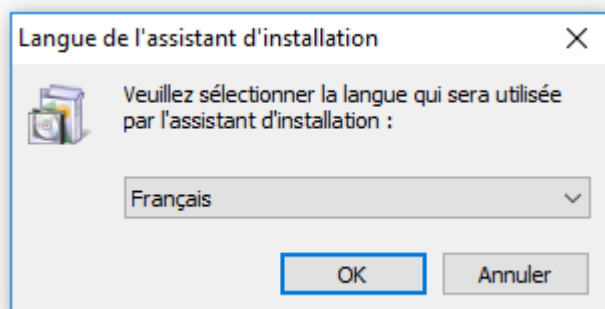 Langue de l'assistant d'installation
Veuillez sélectionner la langue qui sera utilisée
par l'assistant d'installation :
Français
OK Annuler